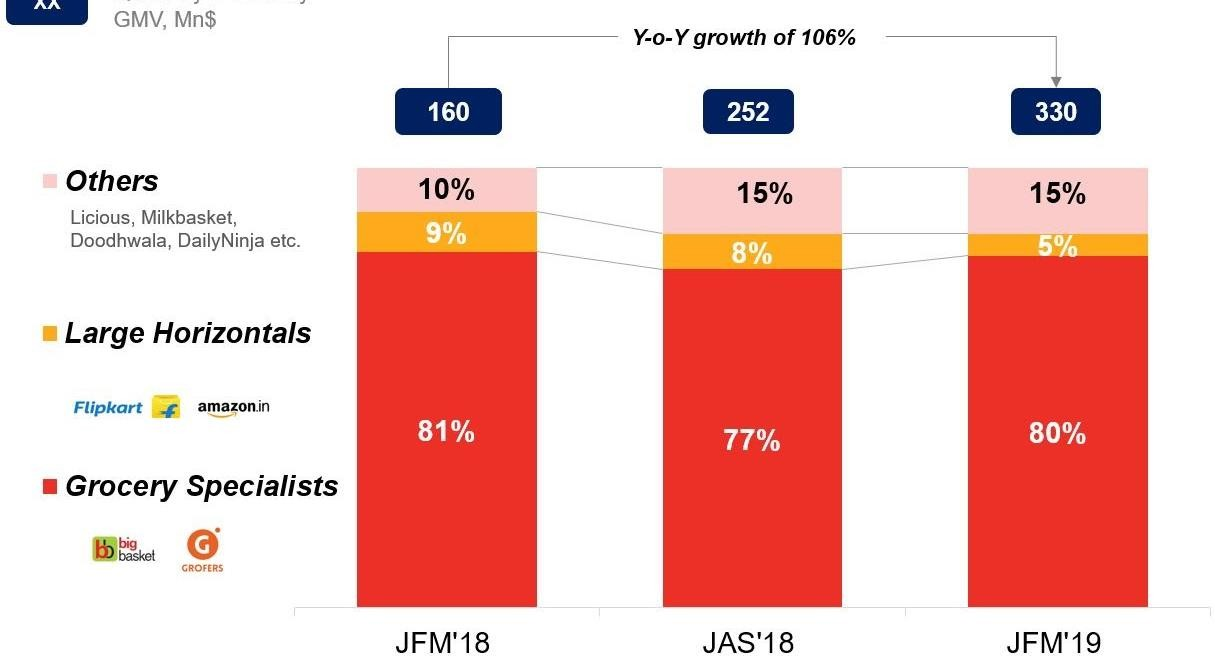 XX
GMV, Mn$
Y-o-Y growth of 106%
160
252
330
Others
Licious, Milkbasket,
Doodhwala, DailyNinja etc.
10%
15%
15%
9%
8%
5%
Large Horizontals
Flipkart
amazon.in
81%
77%
80%
Grocery Specialists
bb big
basket
G
GROFERS
JFM'18
JAS'18
JFM'19